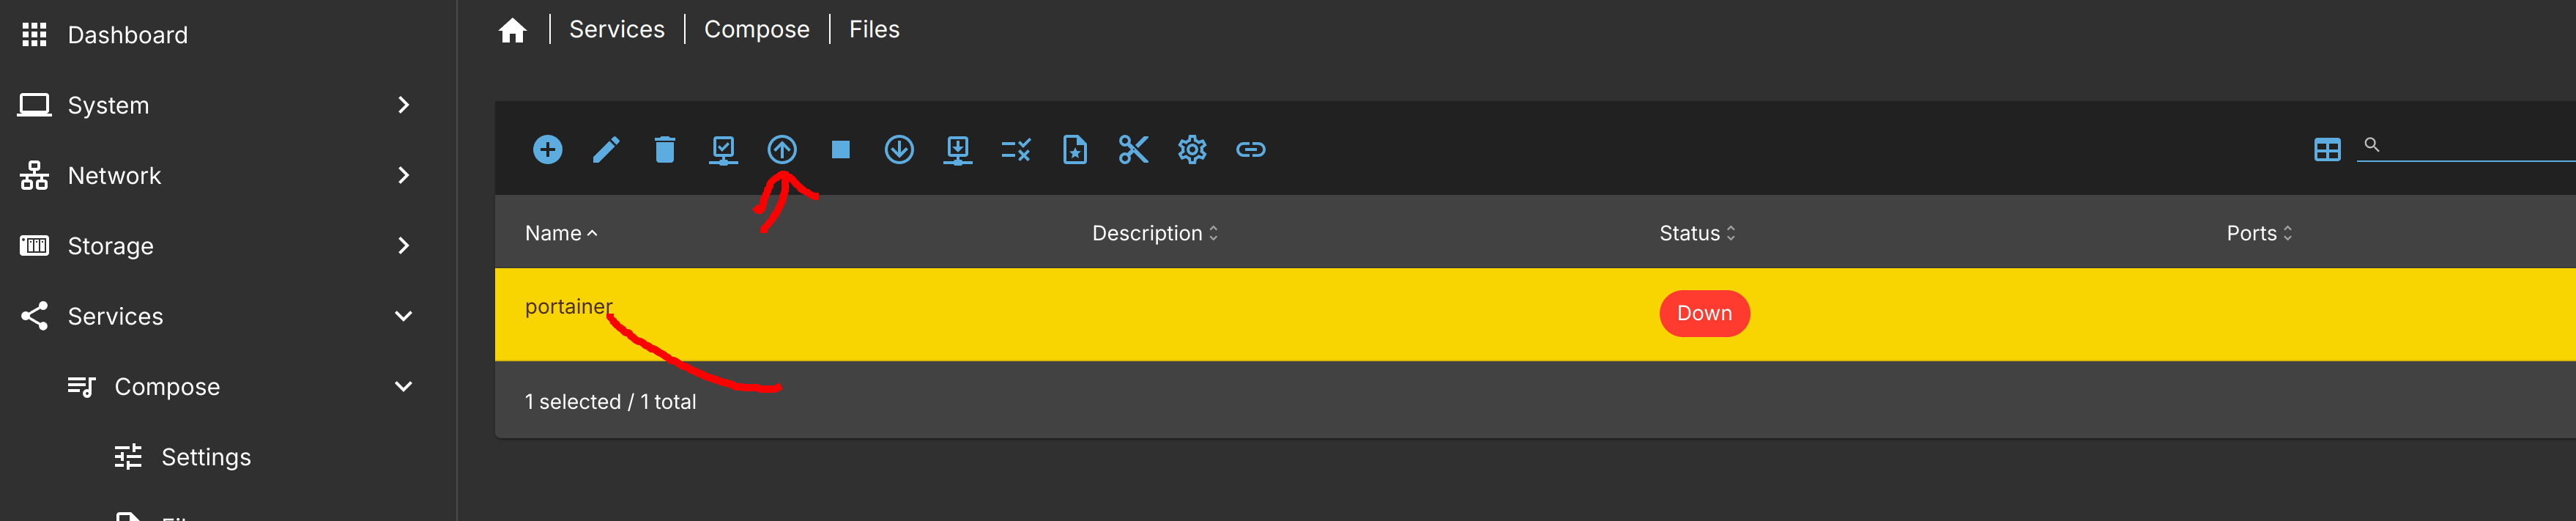 Dashboard
System
Network
Storage
Services
Compose
Settings
Services Compose Files
Name Description Status Ports
portainer Down
1 selected / 1 total